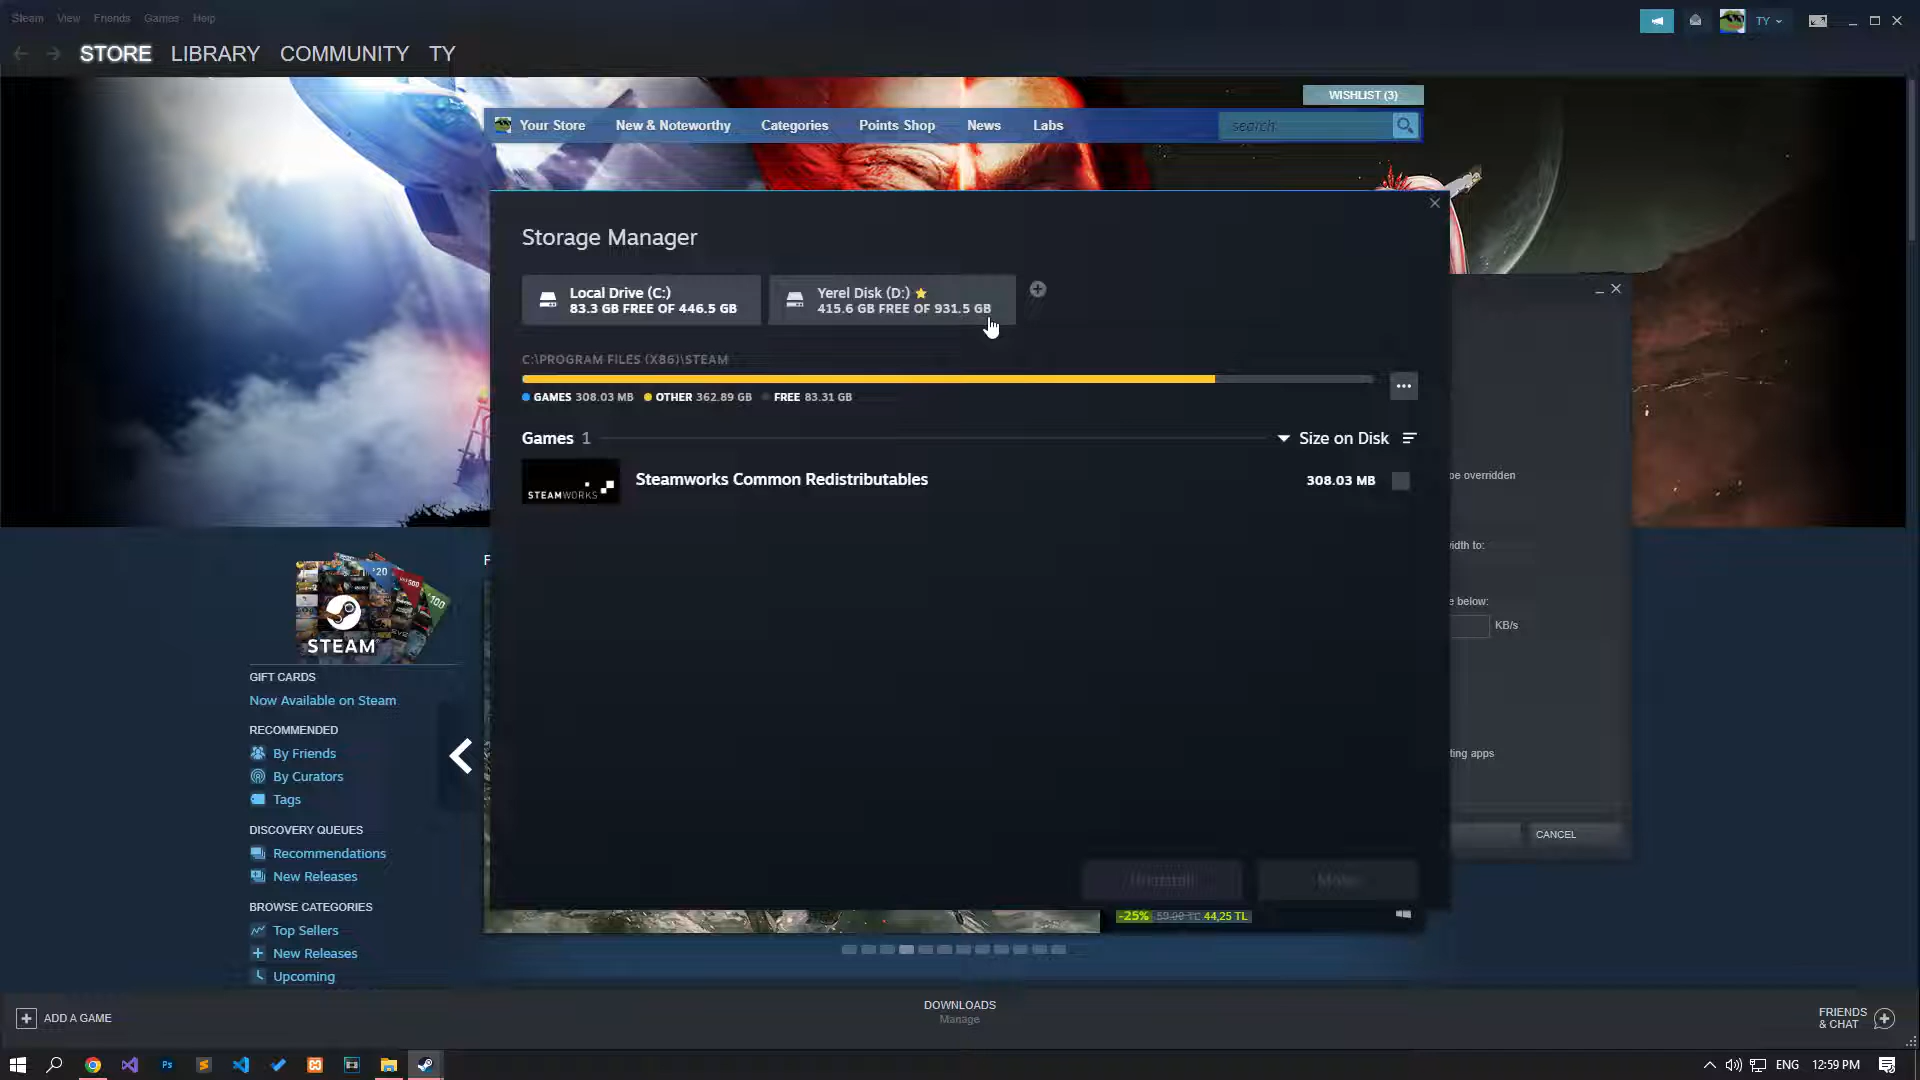 Steam View Friends Games Help
TY
STORE LIBRARY COMMUNITY TY
WISHLIST (3)
Your Store New & Noteworthy Categories Points Shop News Labs
search
Storage Manager
Local Drive (C:)
83.3 GB FREE OF 446.5 GB
Yerel Disk (D:)
415.6 GB FREE OF 931.5 GB
C:\PROGRAM FILES (X86)\STEAM
GAMES 308.03 MB OTHER 362.89 GB FREE 83.31 GB
Games 1
Size on Disk
STEAMWORKS
Steamworks Common Redistributables
308.03 MB
be overridden
width to:
e below:
KB/s
ting apps
CANCEL
Uninstall
Move
F
20
500
100
STEAM
GIFT CARDS
Now Available on Steam
RECOMMENDED
By Friends
By Curators
Tags
DISCOVERY QUEUES
Recommendations
New Releases
BROWSE CATEGORIES
Top Sellers
New Releases
Upcoming
-25% 59,00 TL 44,25 TL
ADD A GAME
DOWNLOADS
Manage
FRIENDS
& CHAT
Ps
ENG
12:59 PM